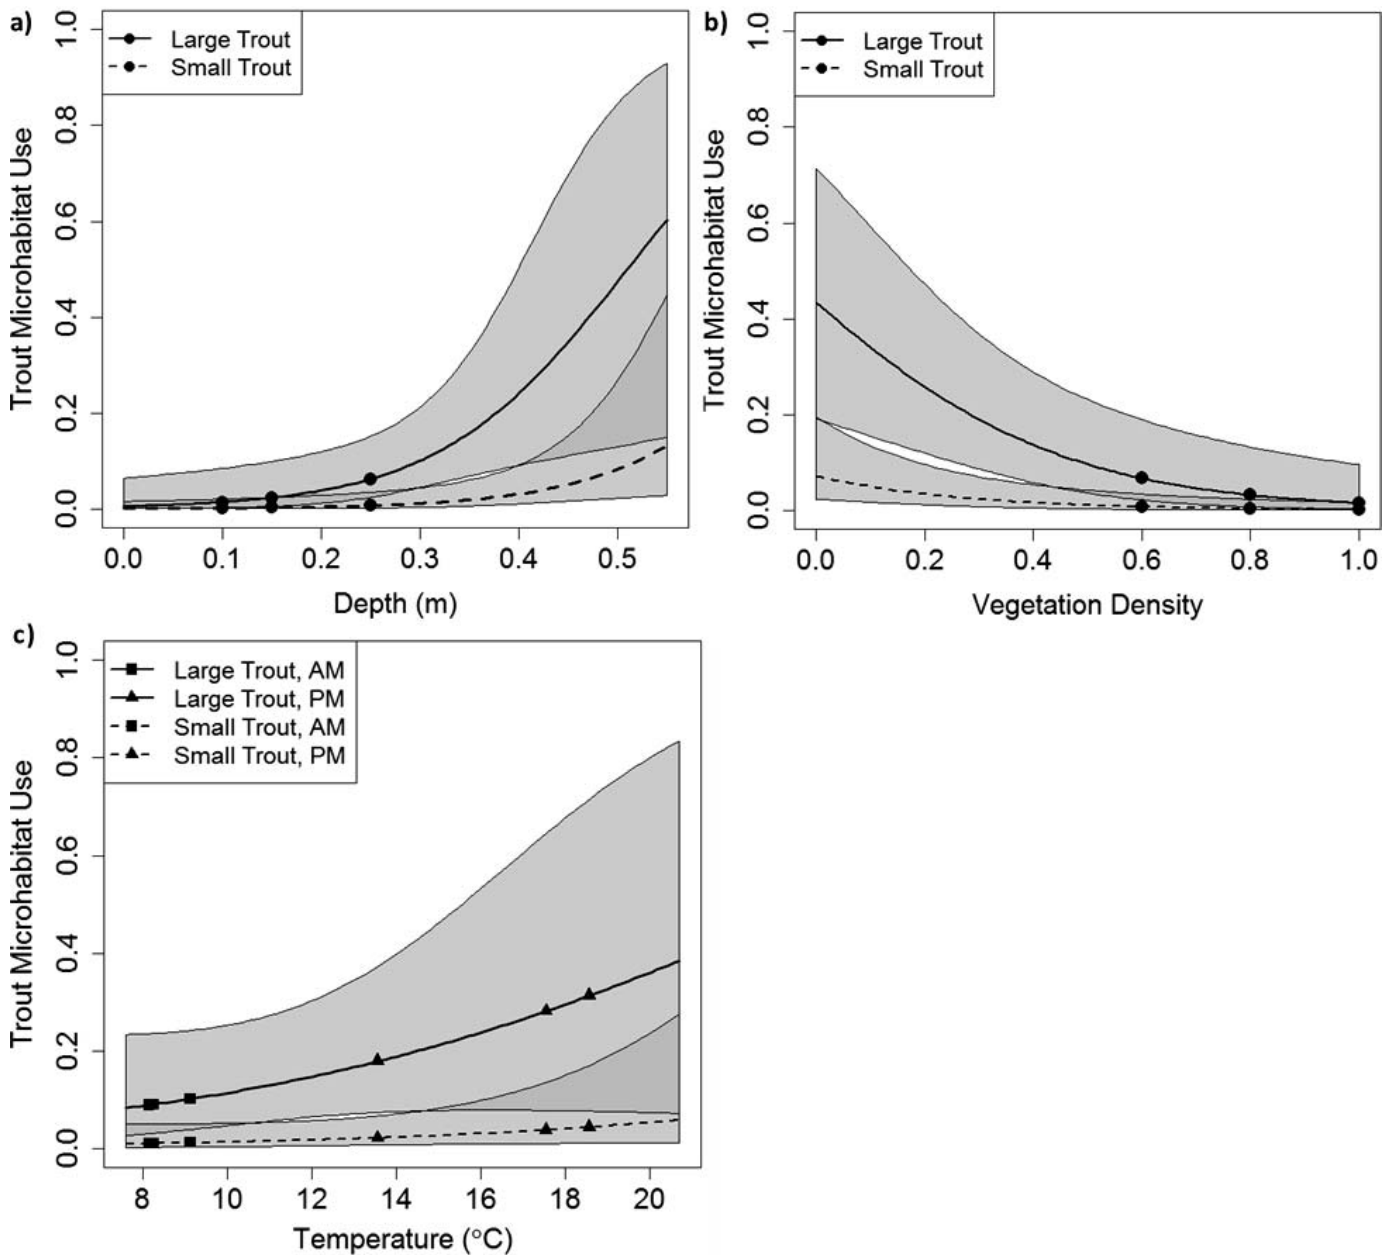 a)
Large Trout
Small Trout
Trout Microhabitat Use
1.0
0.8
0.6
0.4
0.2
0.0
0.0 0.1 0.2 0.3 0.4 0.5
Depth (m)
b)
Large Trout
Small Trout
Trout Microhabitat Use
1.0
0.8
0.6
0.4
0.2
0.0
0.0 0.2 0.4 0.6 0.8 1.0
Vegetation Density
c)
Large Trout, AM
Large Trout, PM
Small Trout, AM
Small Trout, PM
Trout Microhabitat Use
1.0
0.8
0.6
0.4
0.2
0.0
8 10 12 14 16 18 20
Temperature (°C)